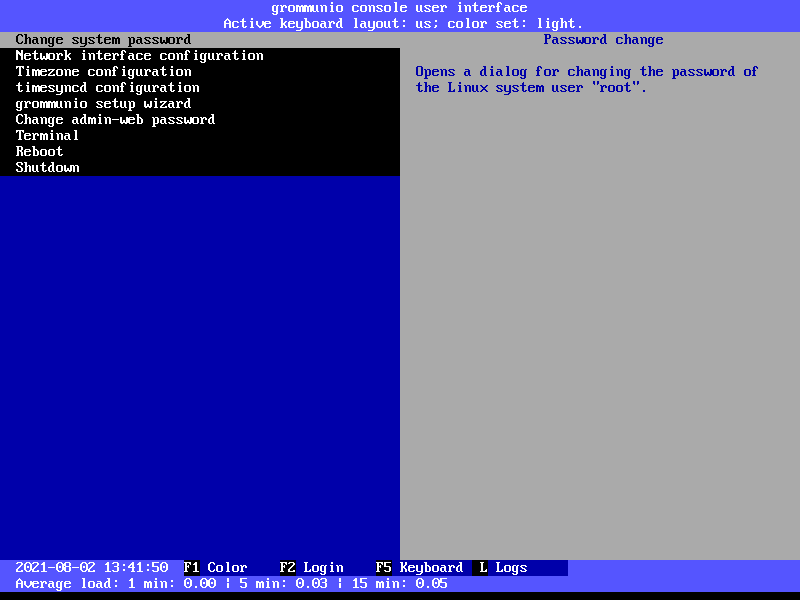 grommunio console user interface
Active keyboard layout: us; color set: light.
Change system password
Network interface configuration
Timezone configuration
timesyncd configuration
grommunio setup wizard
Change admin-web password
Terminal
Reboot
Shutdown
Password change
Opens a dialog for changing the password of
the Linux system user "root".
2021-08-02 13:41:50 F1 Color F2 Login F5 Keyboard L Logs
Average load: 1 min: 0.00 | 5 min: 0.03 | 15 min: 0.05